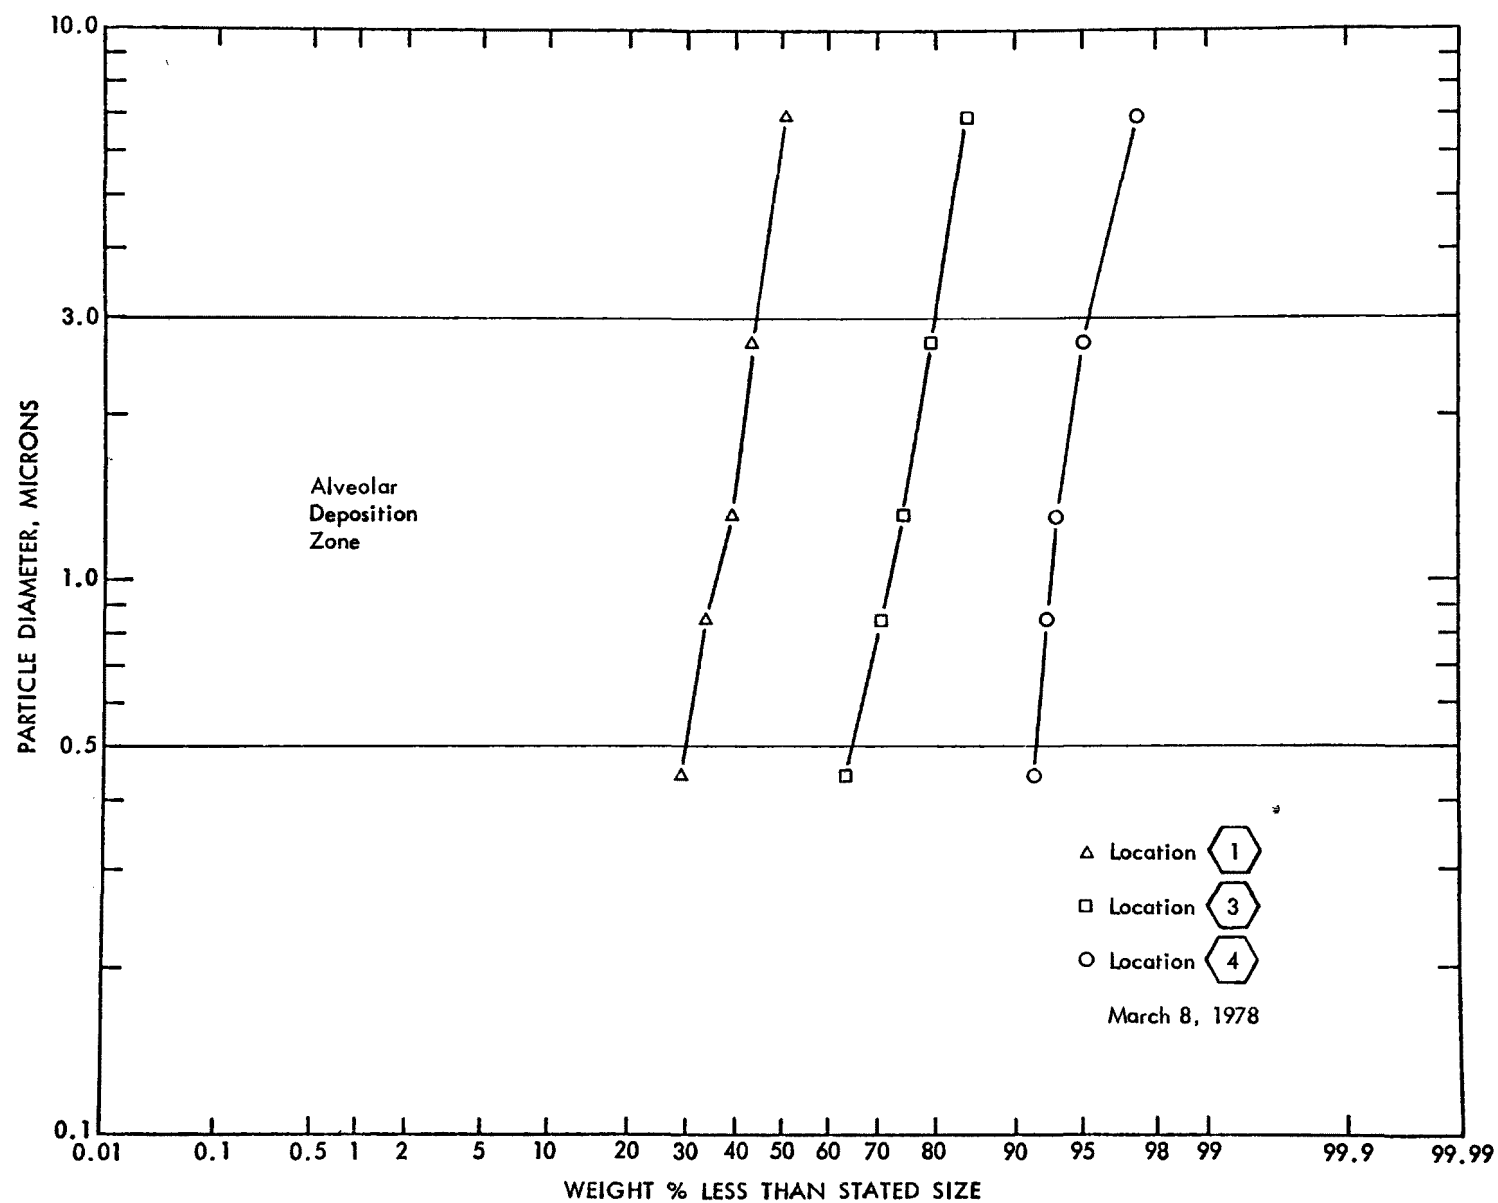 10.0
3.0
1.0
0.5
0.1
PARTICLE DIAMETER, MICRONS
Alveolar
Deposition
Zone
Location 1
Location 3
Location 4
March 8, 1978
0.01 0.1 0.5 1 2 5 10 20 30 40 50 60 70 80 90 95 98 99 99.9 99.99
WEIGHT % LESS THAN STATED SIZE